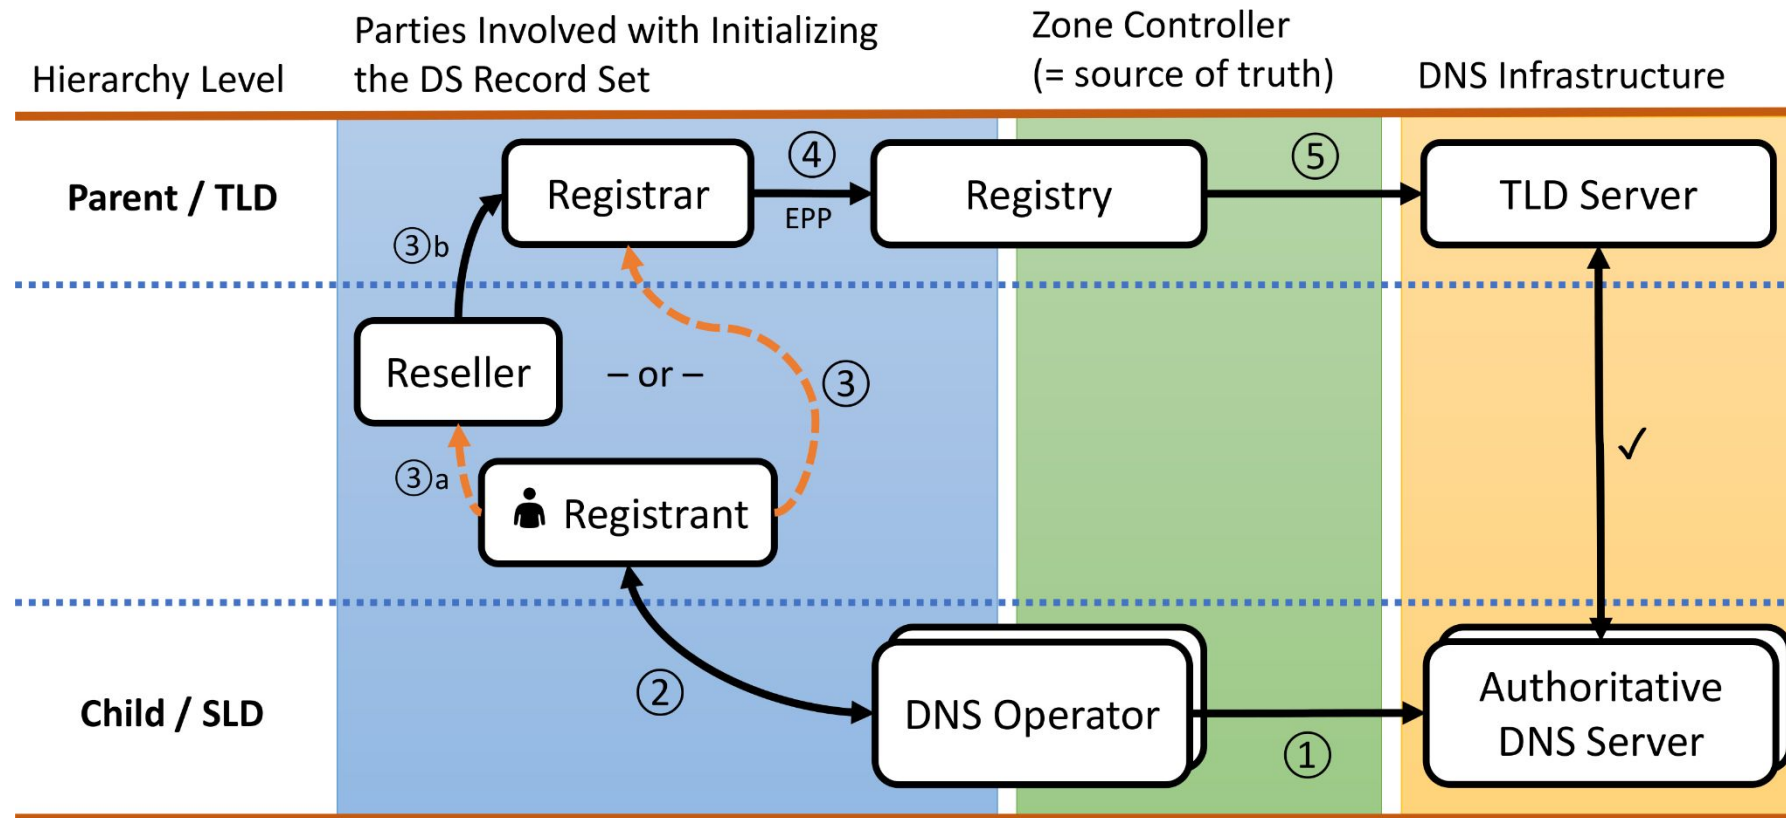 Hierarchy Level
Parties Involved with Initializing
the DS Record Set
Zone Controller
(= source of truth)
DNS Infrastructure
Parent / TLD
Registrar
④
EPP
Registry
⑤
TLD Server
③b
Reseller
– or –
③
③a
Registrant
✓
②
Child / SLD
DNS Operator
①
Authoritative
DNS Server